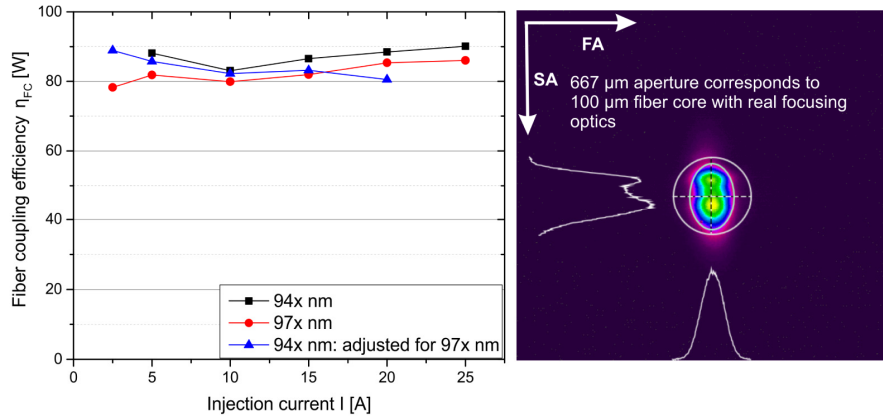 100
80
60
40
20
0
Fiber coupling efficiency η_FC [W]
94x nm
97x nm
94x nm: adjusted for 97x nm
0 5 10 15 20 25
Injection current I [A]
FA
SA
667 µm aperture corresponds to
100 µm fiber core with real focusing
optics